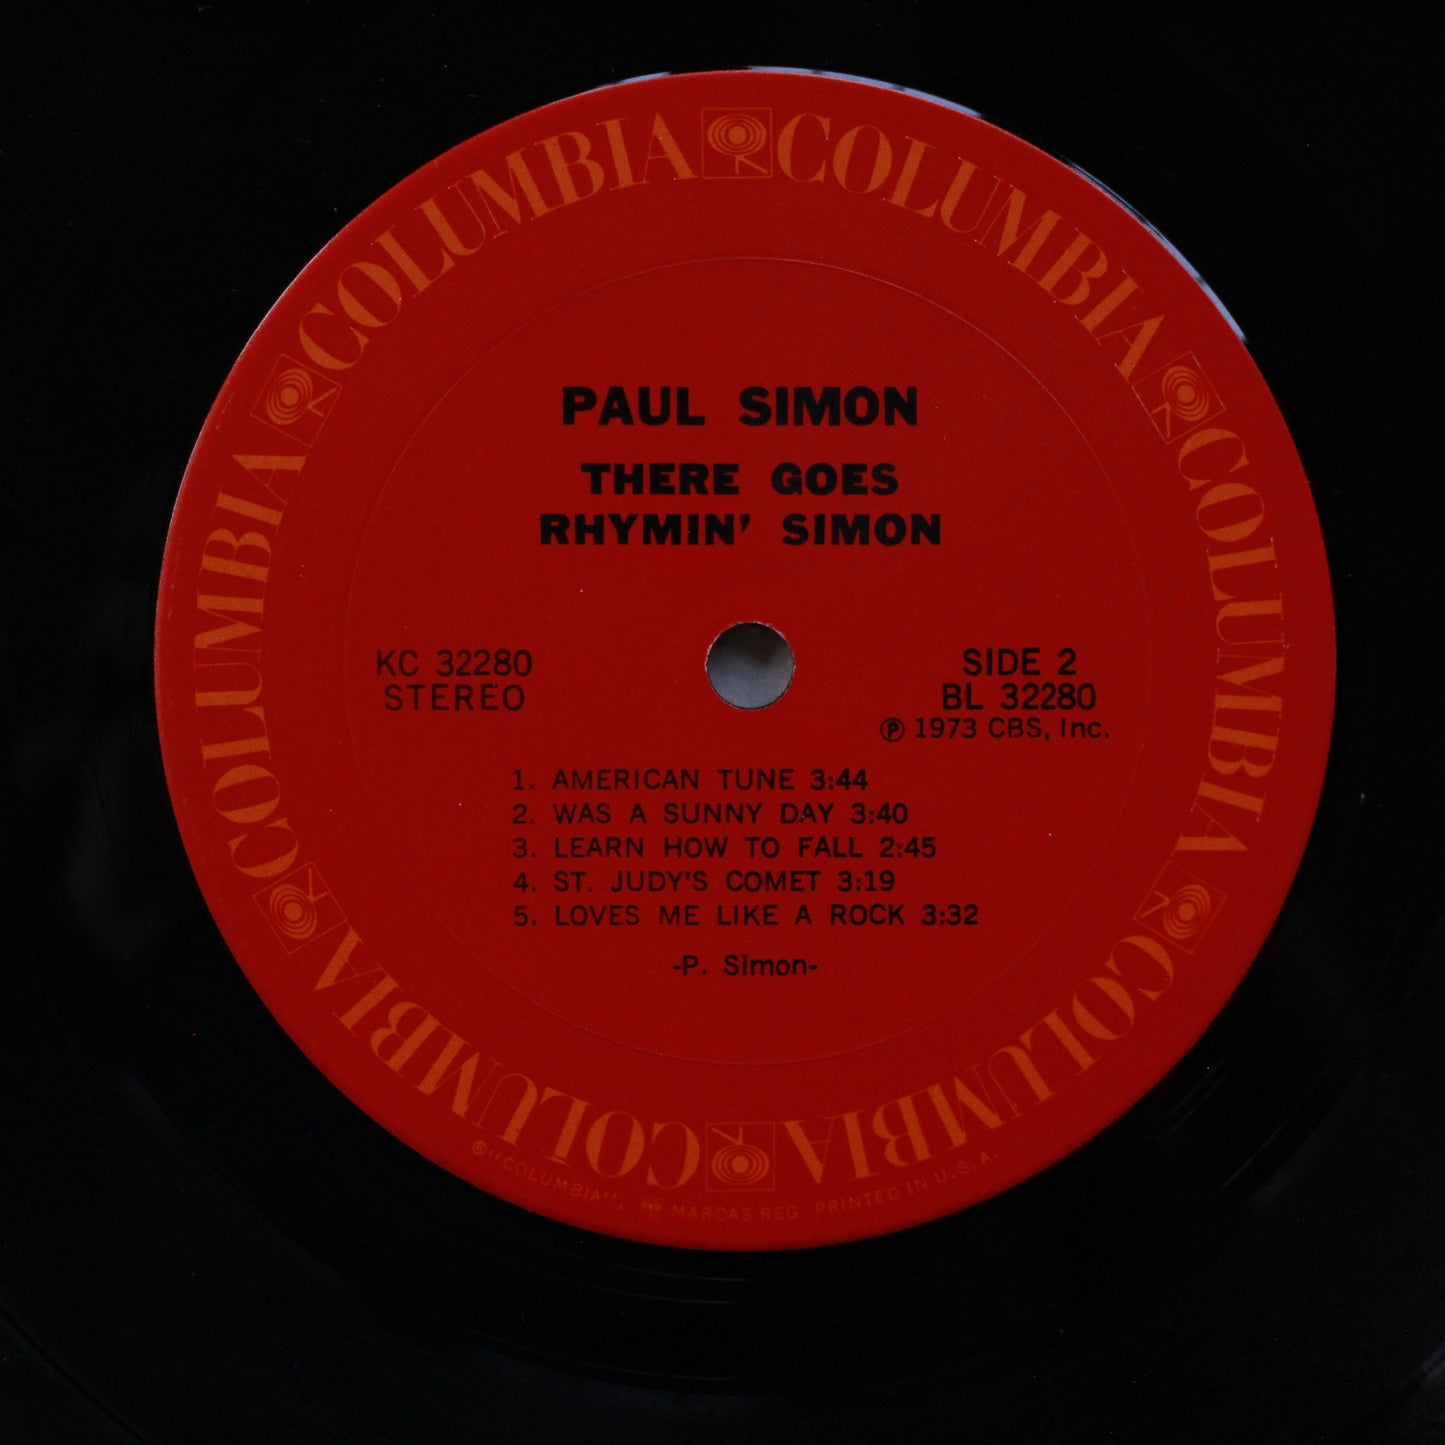 COLUMBIA COLUMBIA COLUMBIA COLUMBIA COLUMBIA COLUMBIA
PAUL SIMON
THERE GOES
RHYMIN' SIMON
KC 32280
STEREO
SIDE 2
BL 32280
Ⓟ 1973 CBS, Inc.
1. AMERICAN TUNE 3:44
2. WAS A SUNNY DAY 3:40
3. LEARN HOW TO FALL 2:45
4. ST. JUDY'S COMET 3:19
5. LOVES ME LIKE A ROCK 3:32
-P. Simon-
®"COLUMBIA", MARCAS REG. PRINTED IN U.S.A.